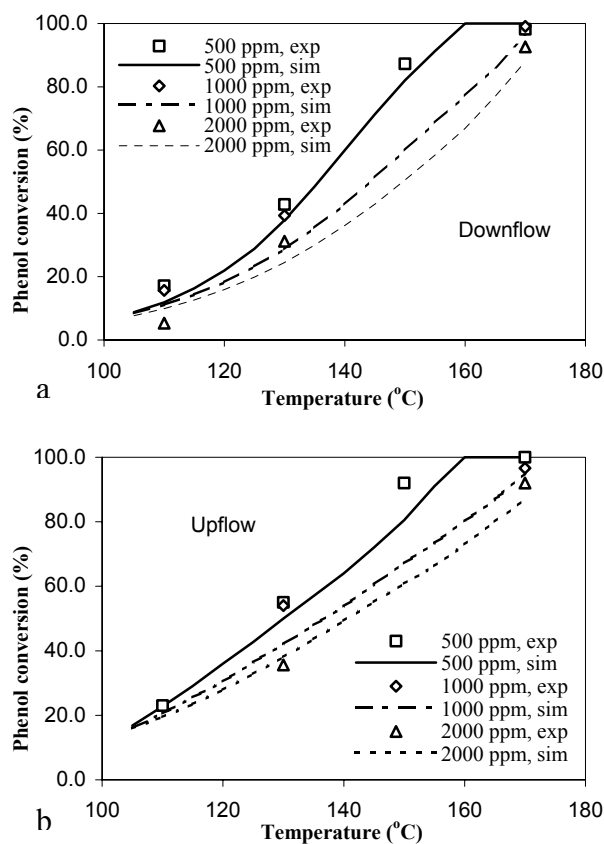 100.0
80.0
60.0
40.0
20.0
0.0
Phenol conversion (%)
500 ppm, exp
500 ppm, sim
1000 ppm, exp
1000 ppm, sim
2000 ppm, exp
2000 ppm, sim
Downflow
100 120 140 160 180
Temperature (°C)
a
100.0
80.0
60.0
40.0
20.0
0.0
Phenol conversion (%)
Upflow
500 ppm, exp
500 ppm, sim
1000 ppm, exp
1000 ppm, sim
2000 ppm, exp
2000 ppm, sim
100 120 140 160 180
Temperature (°C)
b